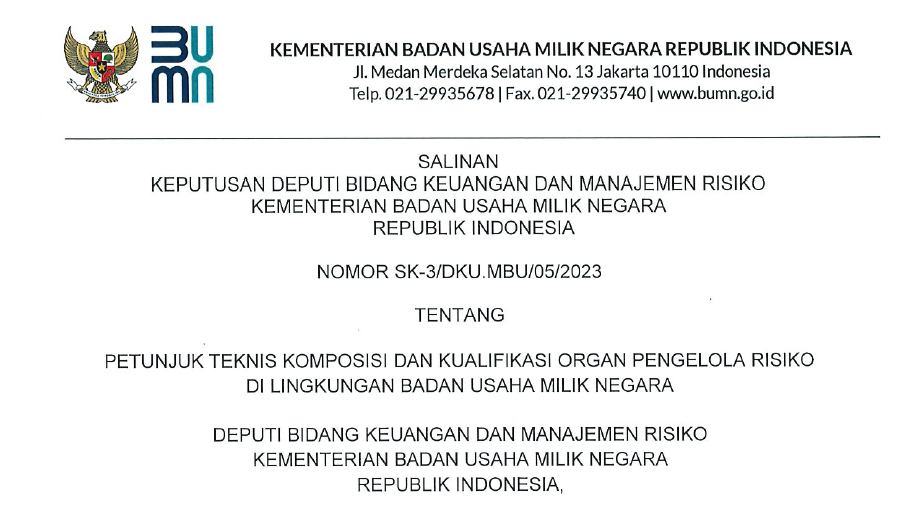 BUMN
KEMENTERIAN BADAN USAHA MILIK NEGARA REPUBLIK INDONESIA
Jl. Medan Merdeka Selatan No. 13 Jakarta 10110 Indonesia
Telp. 021-29935678 | Fax. 021-29935740 | www.bumn.go.id
SALINAN
KEPUTUSAN DEPUTI BIDANG KEUANGAN DAN MANAJEMEN RISIKO
KEMENTERIAN BADAN USAHA MILIK NEGARA
REPUBLIK INDONESIA
NOMOR SK-3/DKU.MBU/05/2023
TENTANG
PETUNJUK TEKNIS KOMPOSISI DAN KUALIFIKASI ORGAN PENGELOLA RISIKO
DI LINGKUNGAN BADAN USAHA MILIK NEGARA
DEPUTI BIDANG KEUANGAN DAN MANAJEMEN RISIKO
KEMENTERIAN BADAN USAHA MILIK NEGARA
REPUBLIK INDONESIA,